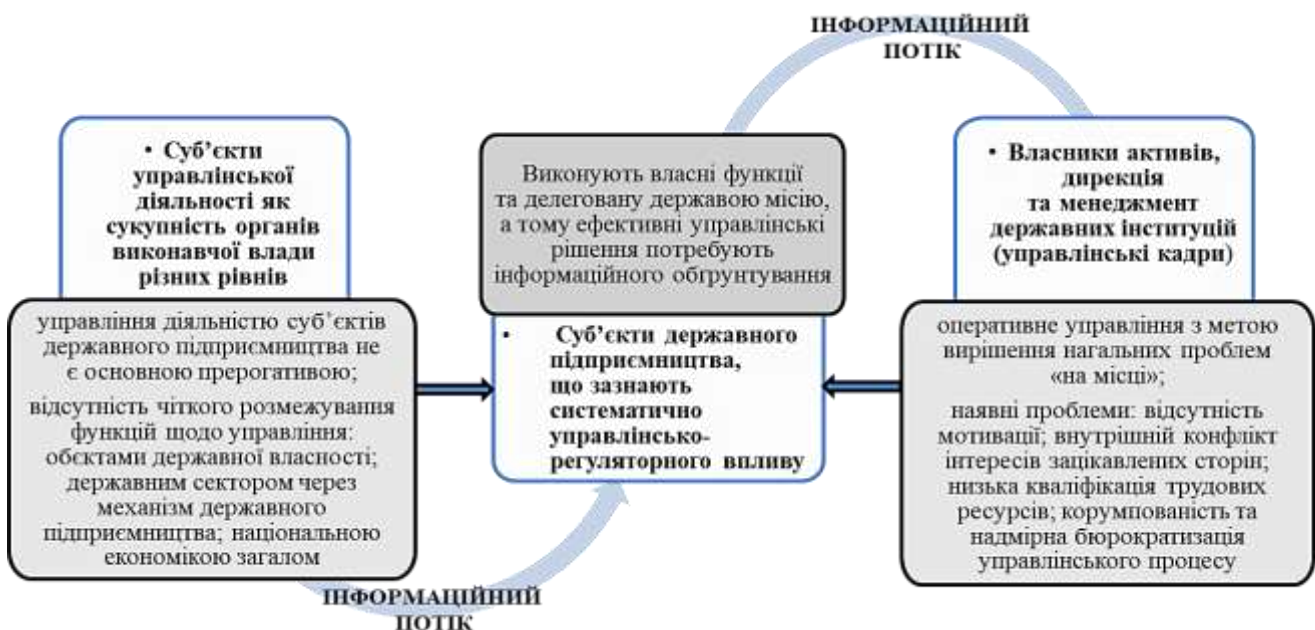 ІНФОРМАЦІЙНИЙ
ПОТІК
• Суб’єкти
управлінської
діяльності як
сукупність органів
виконавчої влади
різних рівнів
управління діяльністю суб’єктів
державного підприємництва не
є основною прерогативою;
відсутність чіткого розмежування
функцій щодо управління:
обєктами державної власності;
державним сектором через
механізм державного
підприємництва; національною
економікою загалом
Виконують власні функції
та делеговану державою місію,
а тому ефективні управлінські
рішення потребують
інформаційного обґрунтування
• Суб’єкти державного
підприємництва,
що зазнають
систематично
управлінсько-
регуляторного впливу
• Власники активів,
дирекція
та менеджмент
державних інституцій
(управлінські кадри)
оперативне управління з метою
вирішення нагальних проблем
«на місці»;
наявні проблеми: відсутність
мотивації; внутрішній конфлікт
інтересів зацікавлених сторін;
низька кваліфікація трудових
ресурсів; корумпованість та
надмірна бюрократизація
управлінського процесу
ІНФОРМАЦІЙНИЙ
ПОТІК